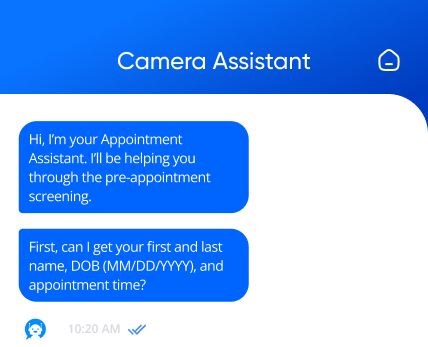 Camera Assistant
Hi, I'm your Appointment
Assistant. I'll be helping you
through the pre-appointment
screening.
First, can I get your first and last
name, DOB (MM/DD/YYYY), and
appointment time?
10:20 AM